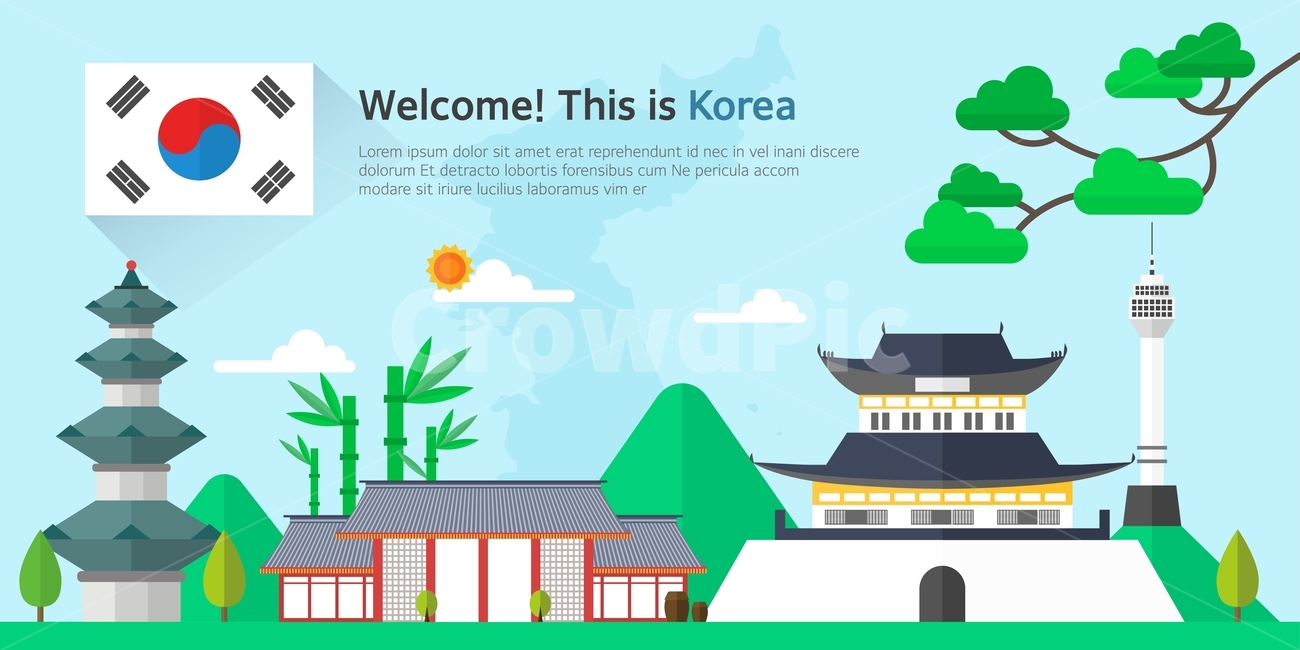 Welcome! This is Korea
Lorem ipsum dolor sit amet erat reprehendunt id nec in vel inani discere
dolorum Et detracto lobortis forensibus cum Ne pericula accom
modare sit iriure lucilius laboramus vim er
CrowdPic